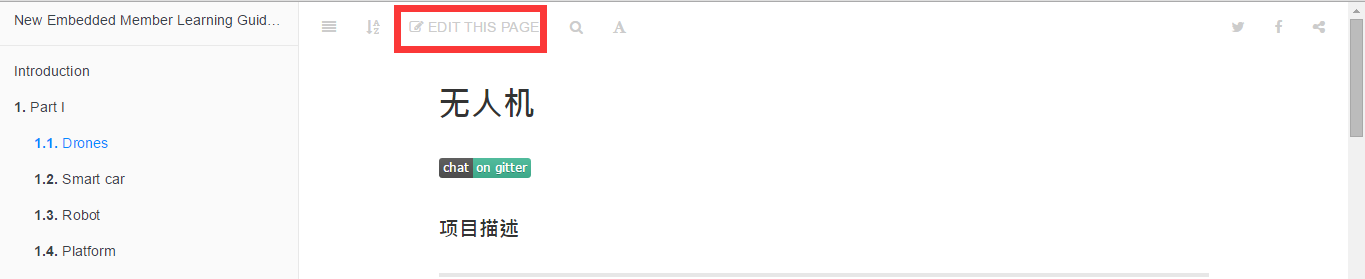 New Embedded Member Learning Guid...
Introduction
1. Part I
1.1. Drones
1.2. Smart car
1.3. Robot
1.4. Platform
EDIT THIS PAGE
无人机
chat on gitter
项目描述